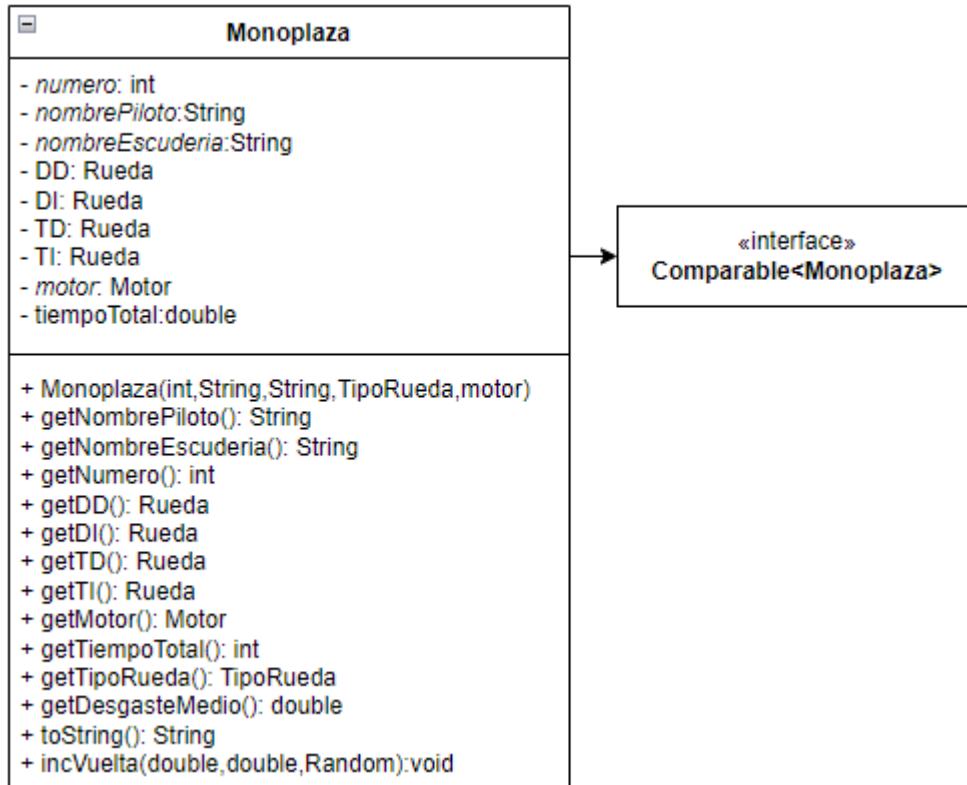 Monoplaza
- numero: int
- nombrePiloto:String
- nombreEscuderia:String
- DD: Rueda
- DI: Rueda
- TD: Rueda
- TI: Rueda
- motor: Motor
- tiempoTotal:double
«interface»
Comparable<Monoplaza>
+ Monoplaza(int,String,String,TipoRueda,motor)
+ getNombrePiloto(): String
+ getNombreEscuderia(): String
+ getNumero(): int
+ getDD(): Rueda
+ getDI(): Rueda
+ getTD(): Rueda
+ getTI(): Rueda
+ getMotor(): Motor
+ getTiempoTotal(): int
+ getTipoRueda(): TipoRueda
+ getDesgasteMedio(): double
+ toString(): String
+ incVuelta(double,double,Random):void